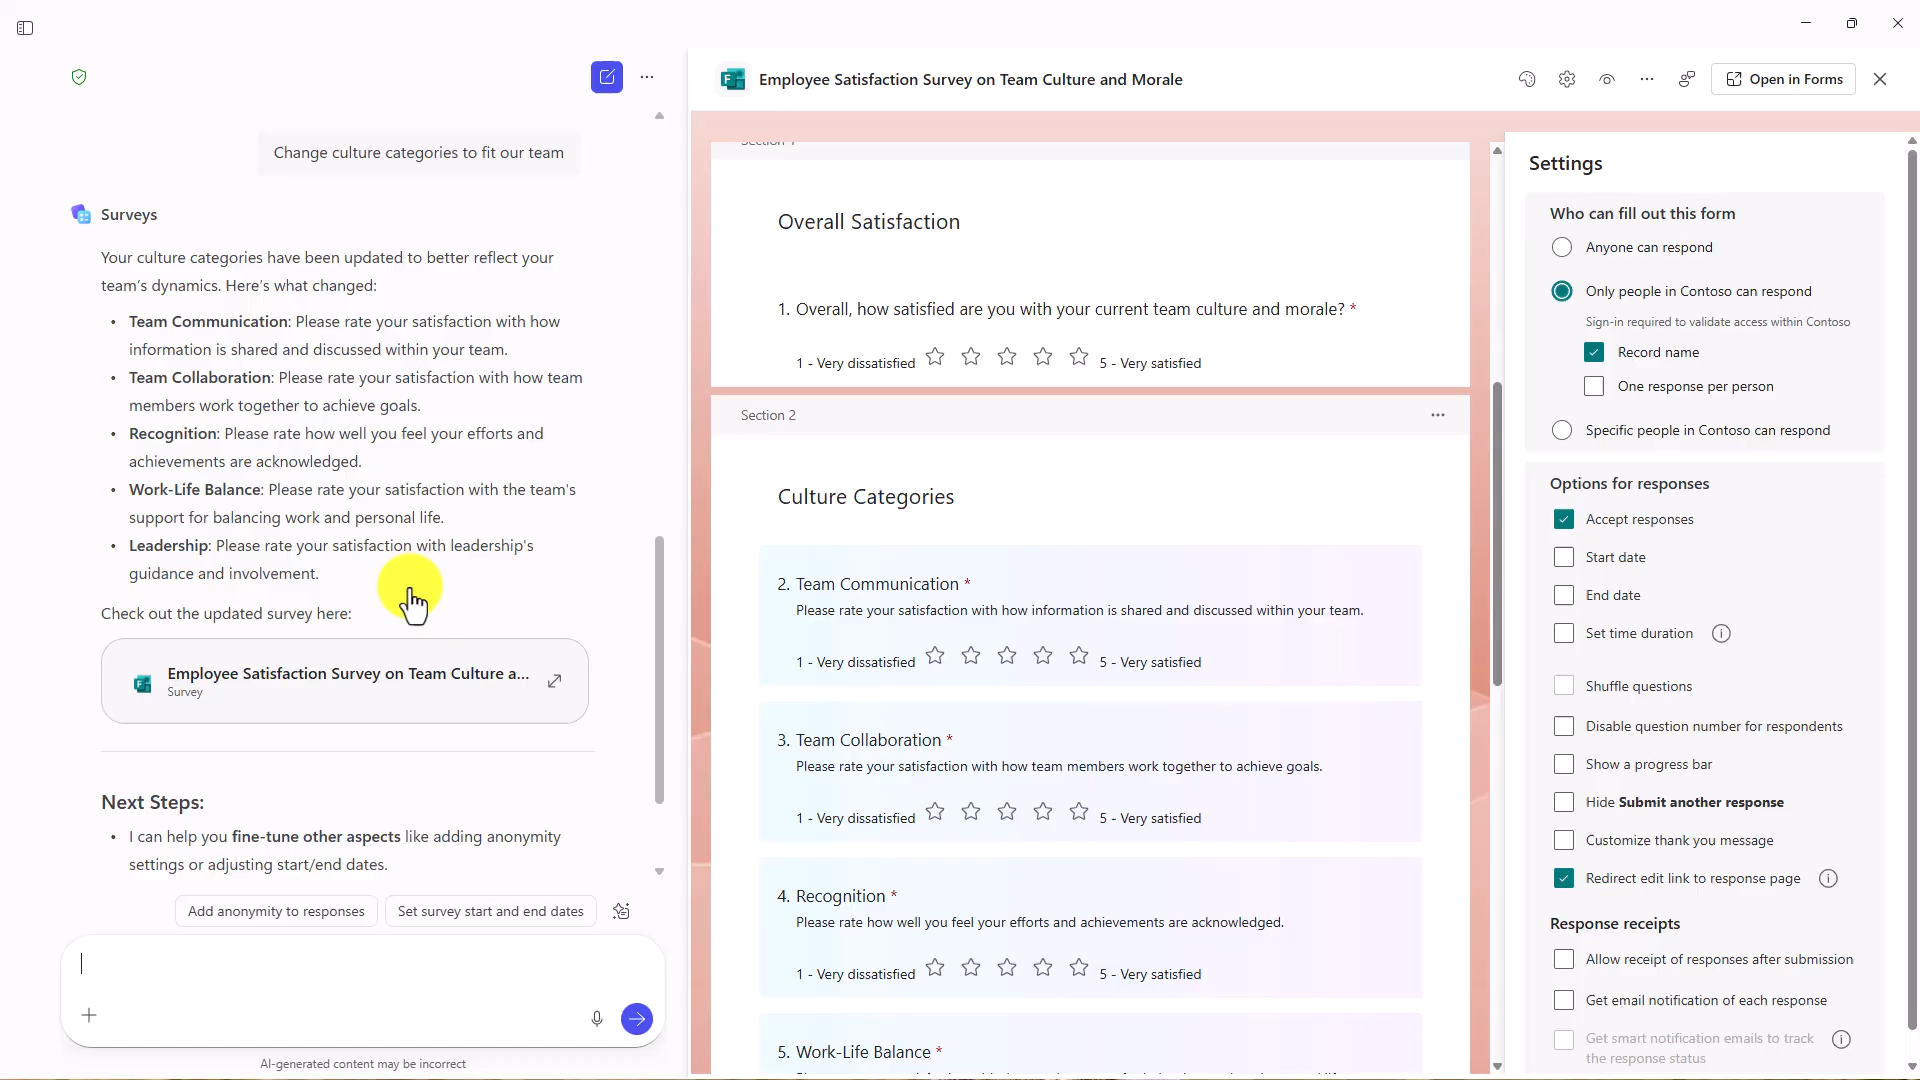 Change culture categories to fit our team
Surveys
Your culture categories have been updated to better reflect your
team's dynamics. Here's what changed:
• Team Communication: Please rate your satisfaction with how
information is shared and discussed within your team.
• Team Collaboration: Please rate your satisfaction with how team
members work together to achieve goals.
• Recognition: Please rate how well you feel your efforts and
achievements are acknowledged.
• Work-Life Balance: Please rate your satisfaction with the team's
support for balancing work and personal life.
• Leadership: Please rate your satisfaction with leadership's
guidance and involvement.
Check out the updated survey here:
Employee Satisfaction Survey on Team Culture a...
Survey
Next Steps:
• I can help you fine-tune other aspects like adding anonymity
settings or adjusting start/end dates.
Add anonymity to responses
Set survey start and end dates
AI-generated content may be incorrect
Employee Satisfaction Survey on Team Culture and Morale
Open in Forms
Section 1
Overall Satisfaction
1. Overall, how satisfied are you with your current team culture and morale? *
1 - Very dissatisfied
5 - Very satisfied
Section 2
Culture Categories
2. Team Communication *
Please rate your satisfaction with how information is shared and discussed within your team.
1 - Very dissatisfied
5 - Very satisfied
3. Team Collaboration *
Please rate your satisfaction with how team members work together to achieve goals.
1 - Very dissatisfied
5 - Very satisfied
4. Recognition *
Please rate how well you feel your efforts and achievements are acknowledged.
1 - Very dissatisfied
5 - Very satisfied
5. Work-Life Balance *
Settings
Who can fill out this form
Anyone can respond
Only people in Contoso can respond
Sign-in required to validate access within Contoso
Record name
One response per person
Specific people in Contoso can respond
Options for responses
Accept responses
Start date
End date
Set time duration
Shuffle questions
Disable question number for respondents
Show a progress bar
Hide Submit another response
Customize thank you message
Redirect edit link to response page
Response receipts
Allow receipt of responses after submission
Get email notification of each response
Get smart notification emails to track
the response status